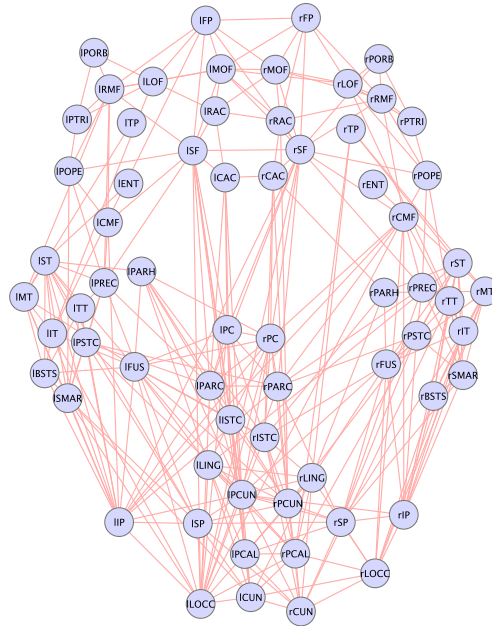 lFP
rFP
lPORB
rPORB
lMOF
rMOF
lLOF
rLOF
lRMF
rRMF
lRAC
rRAC
lPTRI
rPTRI
lTP
rTP
lSF
rSF
lPOPE
rPOPE
lCAC
rCAC
lENT
rENT
lCMF
rCMF
lST
rST
lPARH
lPREC
rPREC
rPARH
rMT
lMT
lTT
rTT
lIT
rIT
lPC
rPC
lPSTC
rPSTC
lBSTS
lFUS
rFUS
rSMAR
lSMAR
lPARC
rPARC
rBSTS
lISTC
rISTC
lLING
rLING
lPCUN
rPCUN
lIP
lSP
rSP
rIP
lPCAL
rPCAL
rLOCC
lLOCC
lCUN
rCUN